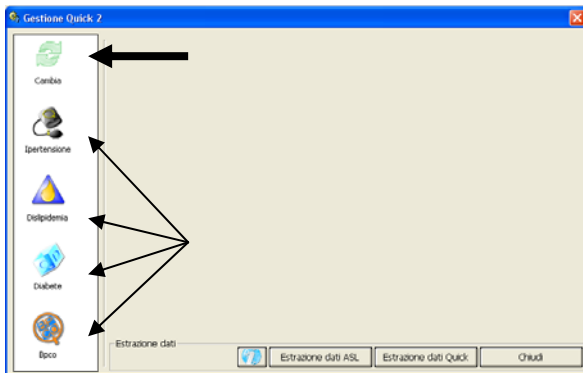 Gestione Quick 2
Cambia
Ipertensione
Dislipidemia
Diabete
Bpco
Estrazione dati
Estrazione dati ASL
Estrazione dati Quick
Chiudi